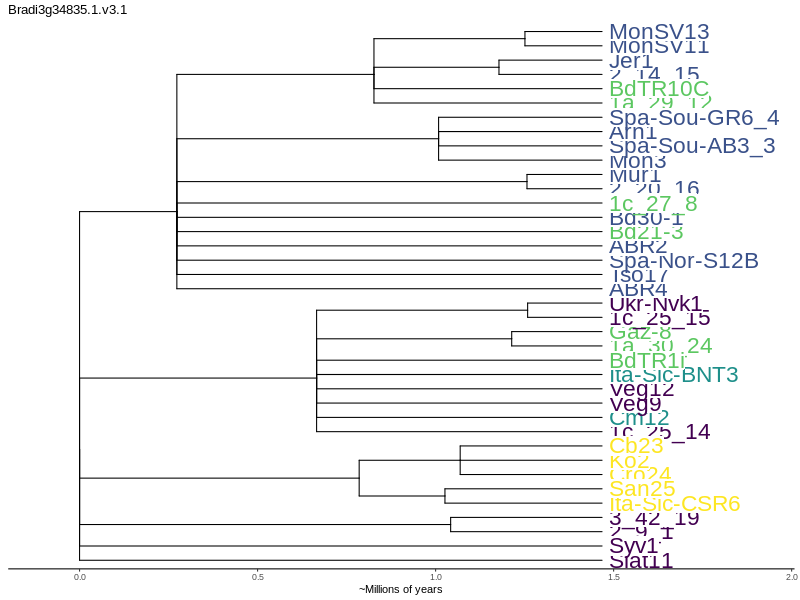 Bradi3g34835.1.v3.1
MonSV13
MonSV11
Jer1
2_14_15
BdTR10C
1a_29_12
Spa-Sou-GR6_4
Arn1
Spa-Sou-AB3_3
Mon3
Mur1
2_20_16
1c_27_8
Bd30-1
Bd21-3
ABR2
Spa-Nor-S12B
Tso17
ABR4
Ukr-Nvk1
1c_25_15
Gaz-8
1a_30_24
BdTR1i
Ita-Sic-BNT3
Veg12
Veg9
Cm12
1c_25_14
Cb23
Ko2
Cro24
San25
Ita-Sic-CSR6
3_42_19
2_9_1
Syv1
Slat11
0.0 0.5 1.0 1.5 2.0
~Millions of years